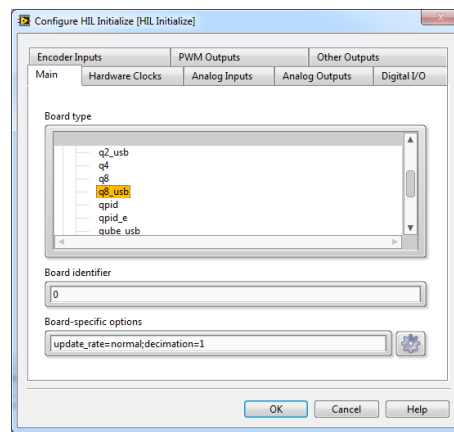 Configure HIL Initialize [HIL Initialize]
Encoder Inputs PWM Outputs Other Outputs
Main Hardware Clocks Analog Inputs Analog Outputs Digital I/O
Board type
q2_usb
q4
q8
q8_usb
qpid
qpid_e
qube usb
Board identifier
0
Board-specific options
update_rate=normal;decimation=1
OK Cancel Help